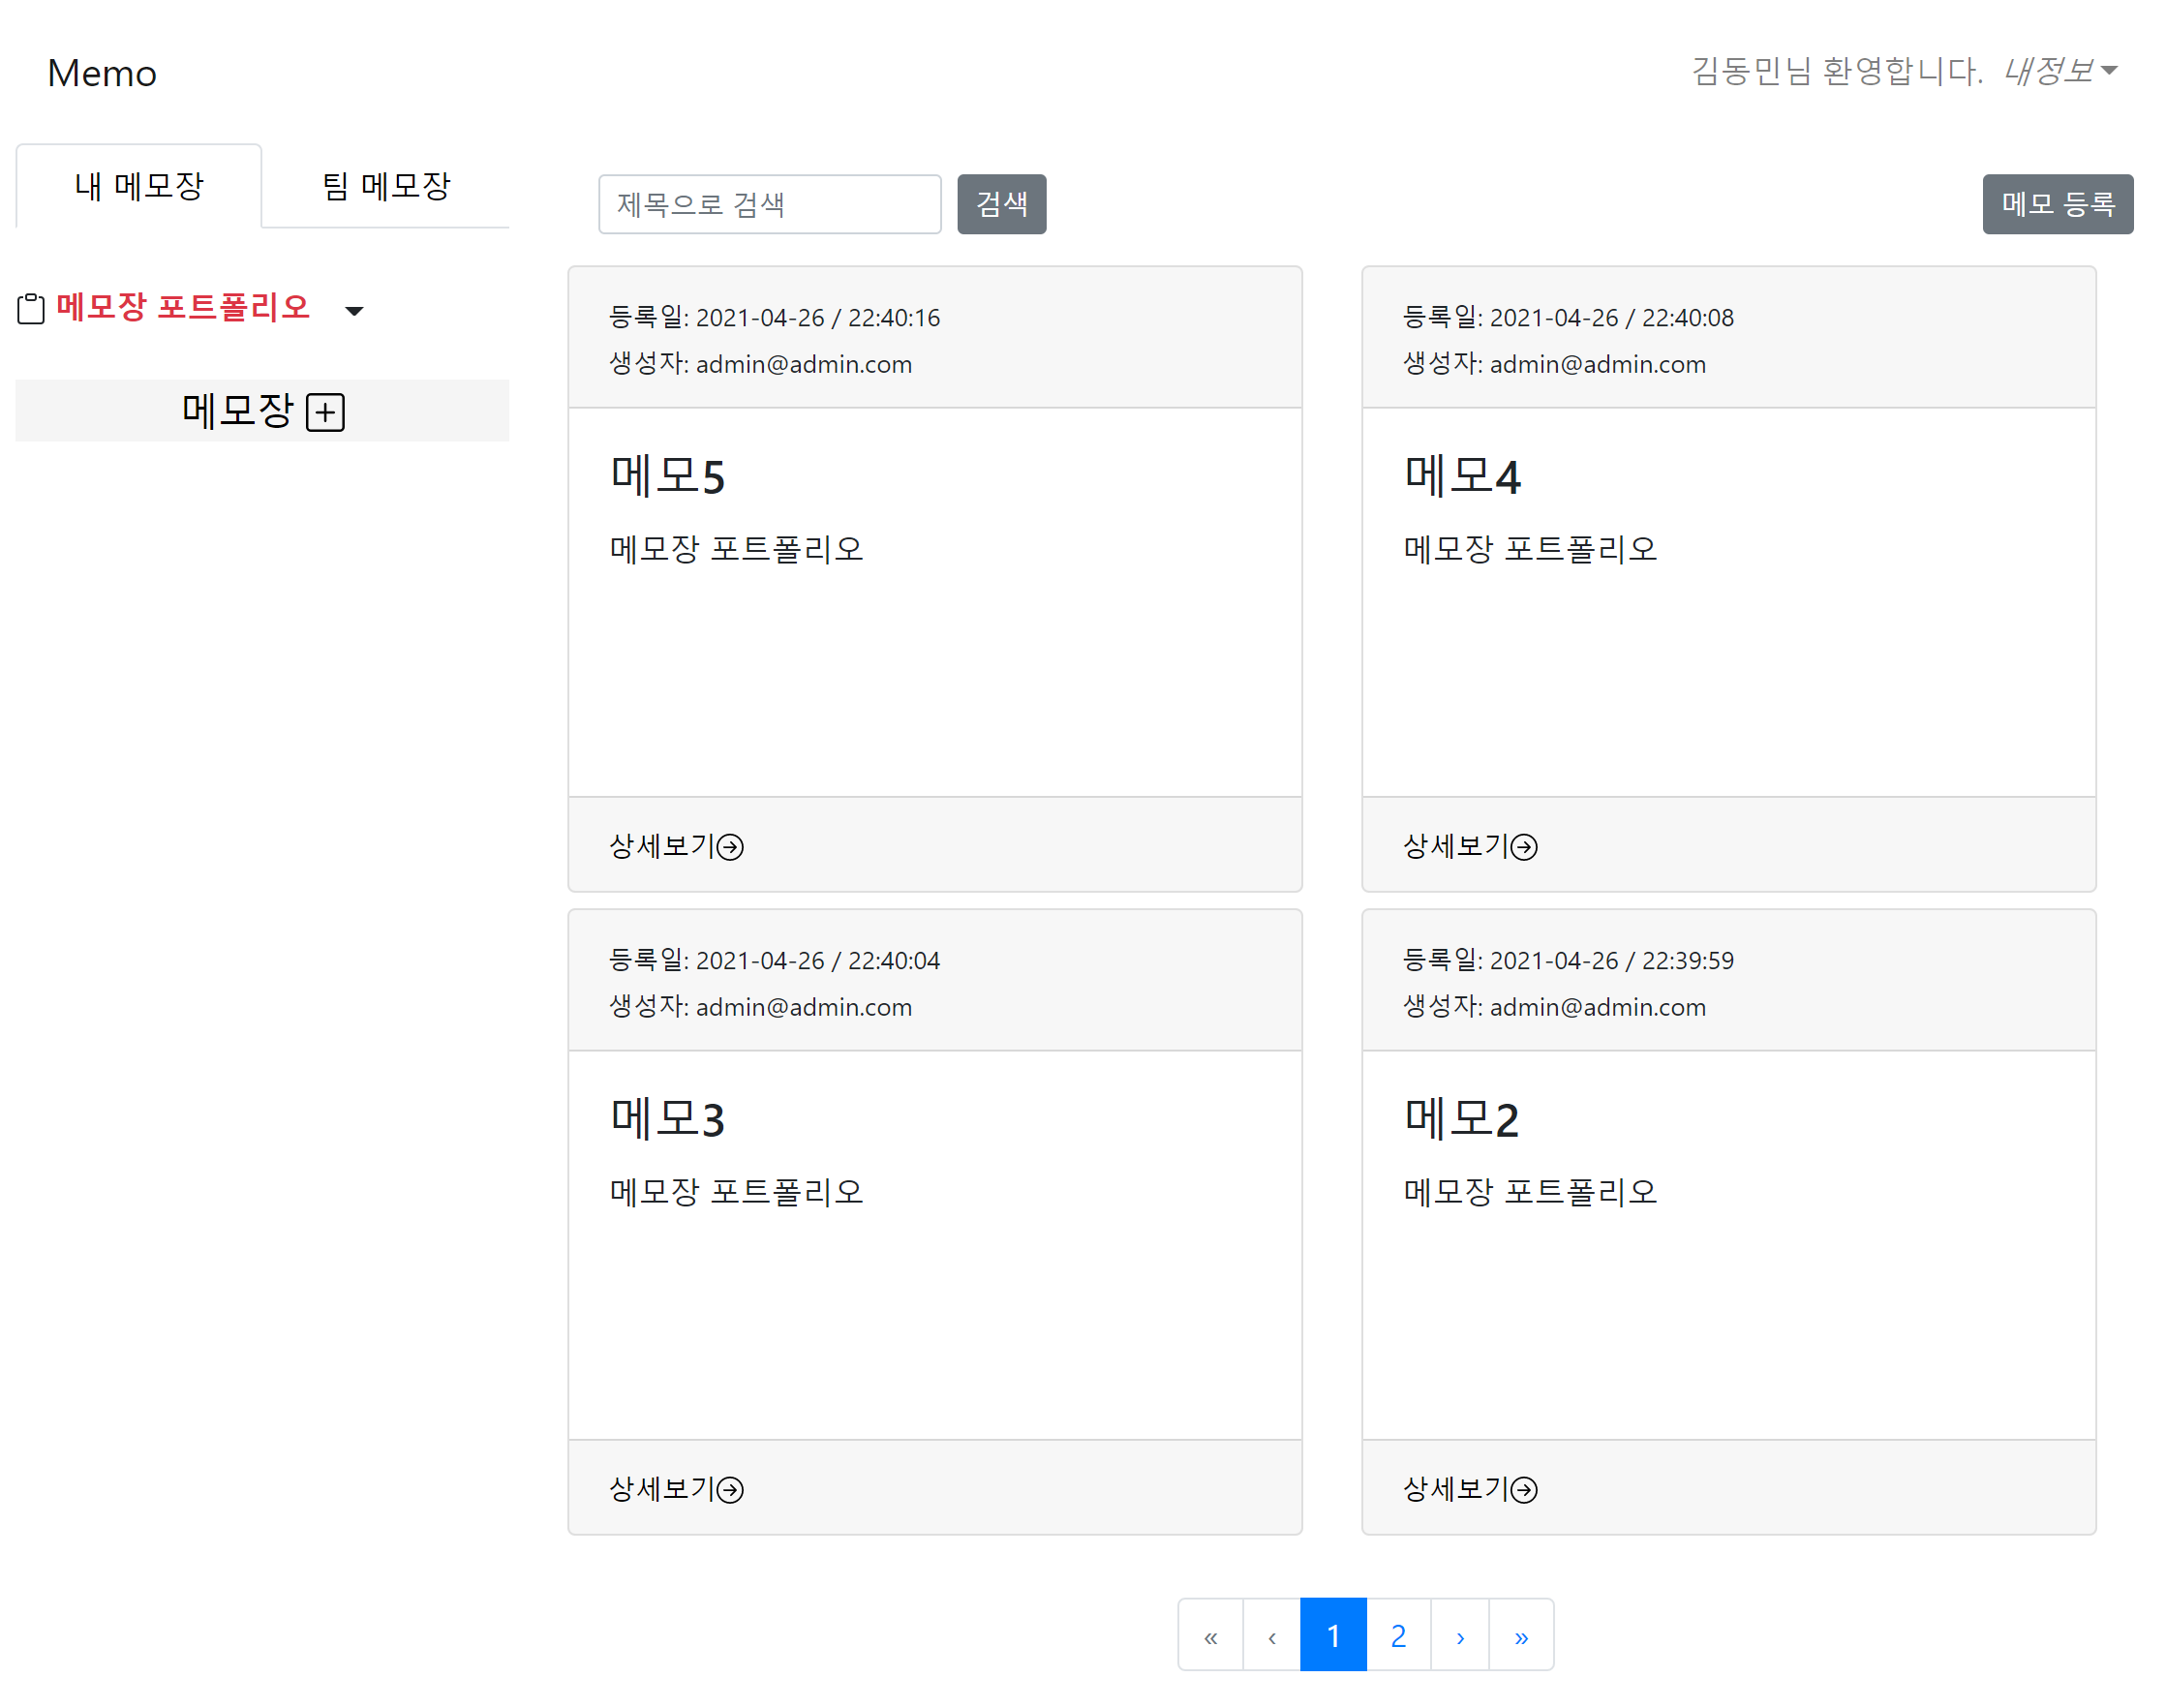 Memo
김동민님 환영합니다. 내정보
내 메모장
팀 메모장
제목으로 검색
검색
메모 등록
메모장 포트폴리오
메모장
등록일: 2021-04-26 / 22:40:16
생성자: admin@admin.com
메모5
메모장 포트폴리오
상세보기
등록일: 2021-04-26 / 22:40:08
생성자: admin@admin.com
메모4
메모장 포트폴리오
상세보기
등록일: 2021-04-26 / 22:40:04
생성자: admin@admin.com
메모3
메모장 포트폴리오
상세보기
등록일: 2021-04-26 / 22:39:59
생성자: admin@admin.com
메모2
메모장 포트폴리오
상세보기
« ‹ 1 2 › »